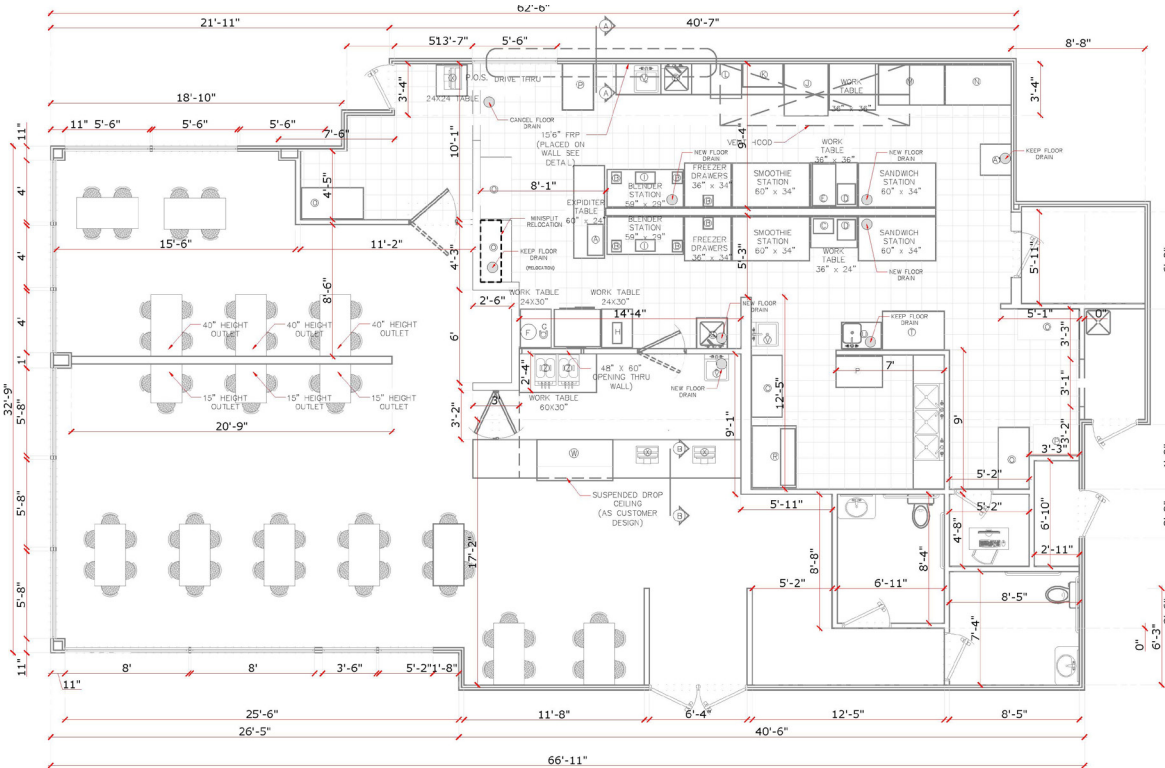 62'-6"
21'-11"
40'-7"
513'-7"
5'-6"
8'-8"
A
P.O.S.
DRIVE THRU
24X24 TABLE
3'-4"
18'-10"
11"
5'-6"
5'-6"
5'-6"
7'-6"
11"
CANCEL FLOOR
DRAIN
10'-1"
15'6" FRP
(PLACED ON
WALL SEE
DETAIL)
A
P
I
K
J
WORK
TABLE
36" x 36"
M
N
3'-4"
9'-4"
VENT HOOD
NEW FLOOR
DRAIN
WORK
TABLE
36" x 36"
NEW FLOOR
DRAIN
KEEP FLOOR
DRAIN
A
4'
4'-5"
8'-1"
BLENDER
STATION
59" x 29"
FREEZER
DRAWERS
36" x 34"
SMOOTHIE
STATION
60" x 34"
SANDWICH
STATION
60" x 34"
EXPIDITER
TABLE
60" x 24"
A
MINISPLIT
RELOCATION
KEEP FLOOR
DRAIN
(RELOCATION)
BLENDER
STATION
59" x 29"
FREEZER
DRAWERS
36" x 34"
SMOOTHIE
STATION
60" x 34"
WORK
TABLE
36" x 24"
SANDWICH
STATION
60" x 34"
NEW FLOOR
DRAIN
15'-6"
11'-2"
4'-3"
5'-3"
5'-11"
4'
8'-6"
2'-6"
WORK TABLE
24X30"
WORK TABLE
24X30"
14'-4"
NEW FLOOR
DRAIN
KEEP FLOOR
DRAIN
5'-1"
0"
3'-3"
4'
40" HEIGHT
OUTLET
40" HEIGHT
OUTLET
40" HEIGHT
OUTLET
6'
F
G
H
T
1'
15" HEIGHT
OUTLET
15" HEIGHT
OUTLET
15" HEIGHT
OUTLET
2'-4"
48" X 60"
OPENING THRU
WALL)
WORK TABLE
60X30"
NEW FLOOR
DRAIN
P
7'
3'-1"
32'-9"
5'-8"
20'-9"
3'
3'-2"
9'-1"
12'-5"
9'
3'-2"
3'-3"
W
B
R
5'-2"
5'-8"
SUSPENDED DROP
CEILING
(AS CUSTOMER
DESIGN)
B
5'-11"
5'-2"
4'-8"
6'-10"
2'-11"
17'-2"
8'-8"
8'-4"
5'-8"
5'-2"
6'-11"
8'-5"
7'-4"
0"
6'-3"
11"
8'
8'
3'-6"
5'-2"
1'-8"
11"
25'-6"
11'-8"
6'-4"
12'-5"
8'-5"
26'-5"
40'-6"
66'-11"